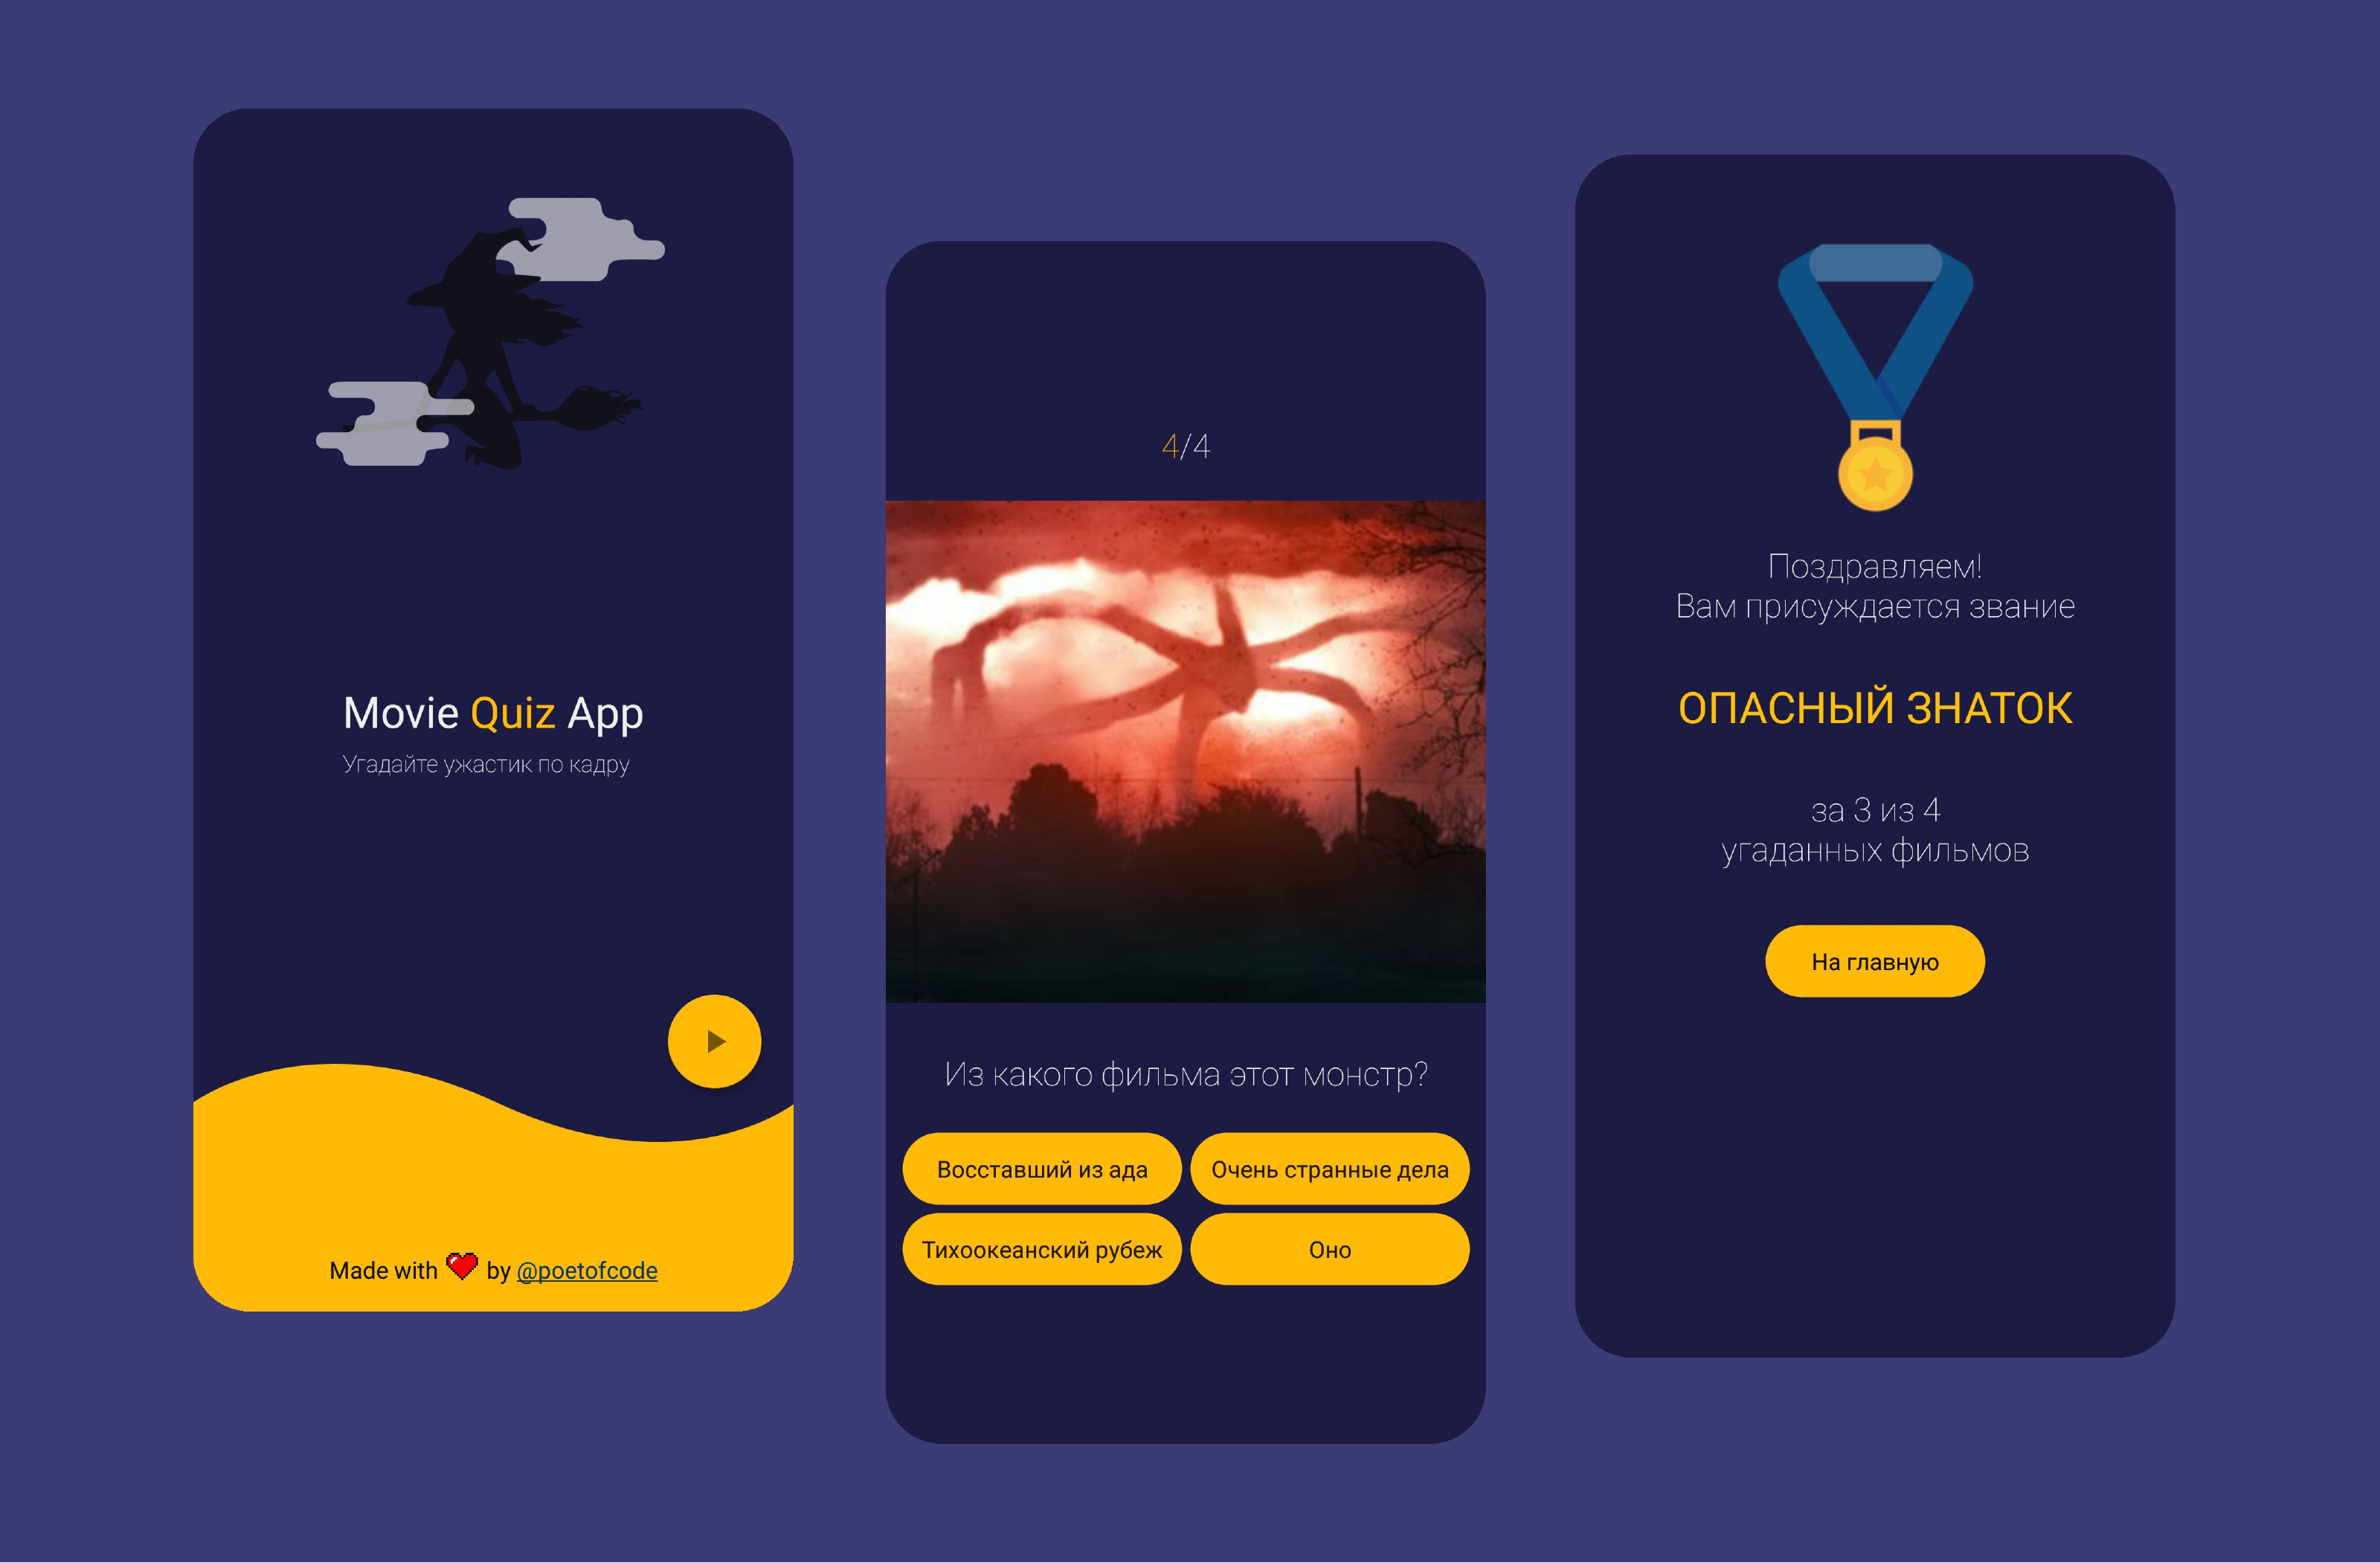 Movie Quiz App
Угадайте ужастик по кадру
Made with ❤ by @poetofcode
4/4
Из какого фильма этот монстр?
Восставший из ада
Очень странные дела
Тихоокеанский рубеж
Оно
Поздравляем!
Вам присуждается звание
ОПАСНЫЙ ЗНАТОК
за 3 из 4
угаданных фильмов
На главную